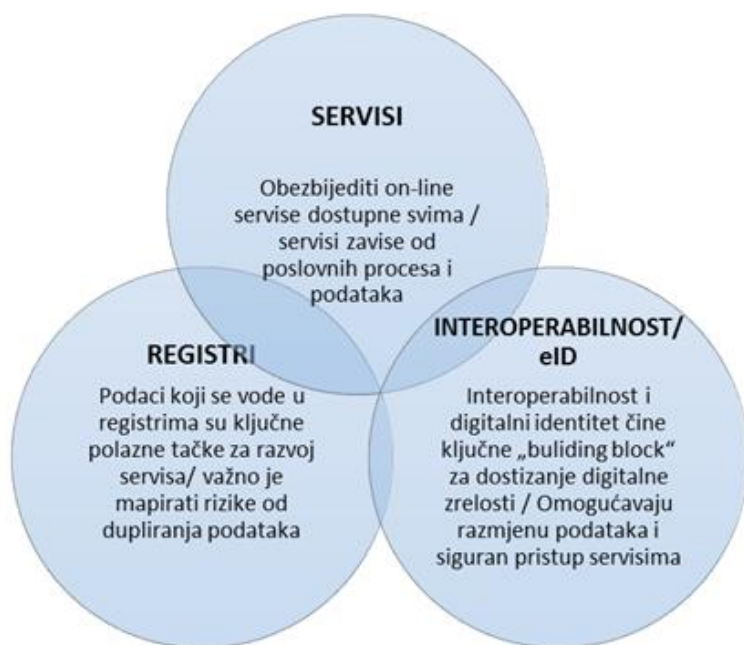 SERVISI
Obezbijediti on-line
servise dostupne svima /
servisi zavise od
poslovnih procesa i
podataka
REGISTRI
Podaci koji se vode u
registrima su ključne
polazne tačke za razvoj
servisa/ važno je
mapirati rizike od
dupliranja podataka
INTEROPERABILNOST/
eID
Interoperabilnost i
digitalni identitet čine
ključne „buliding block“
za dostizanje digitalne
zrelosti / Omogućavaju
razmjenu podataka i
siguran pristup servisima